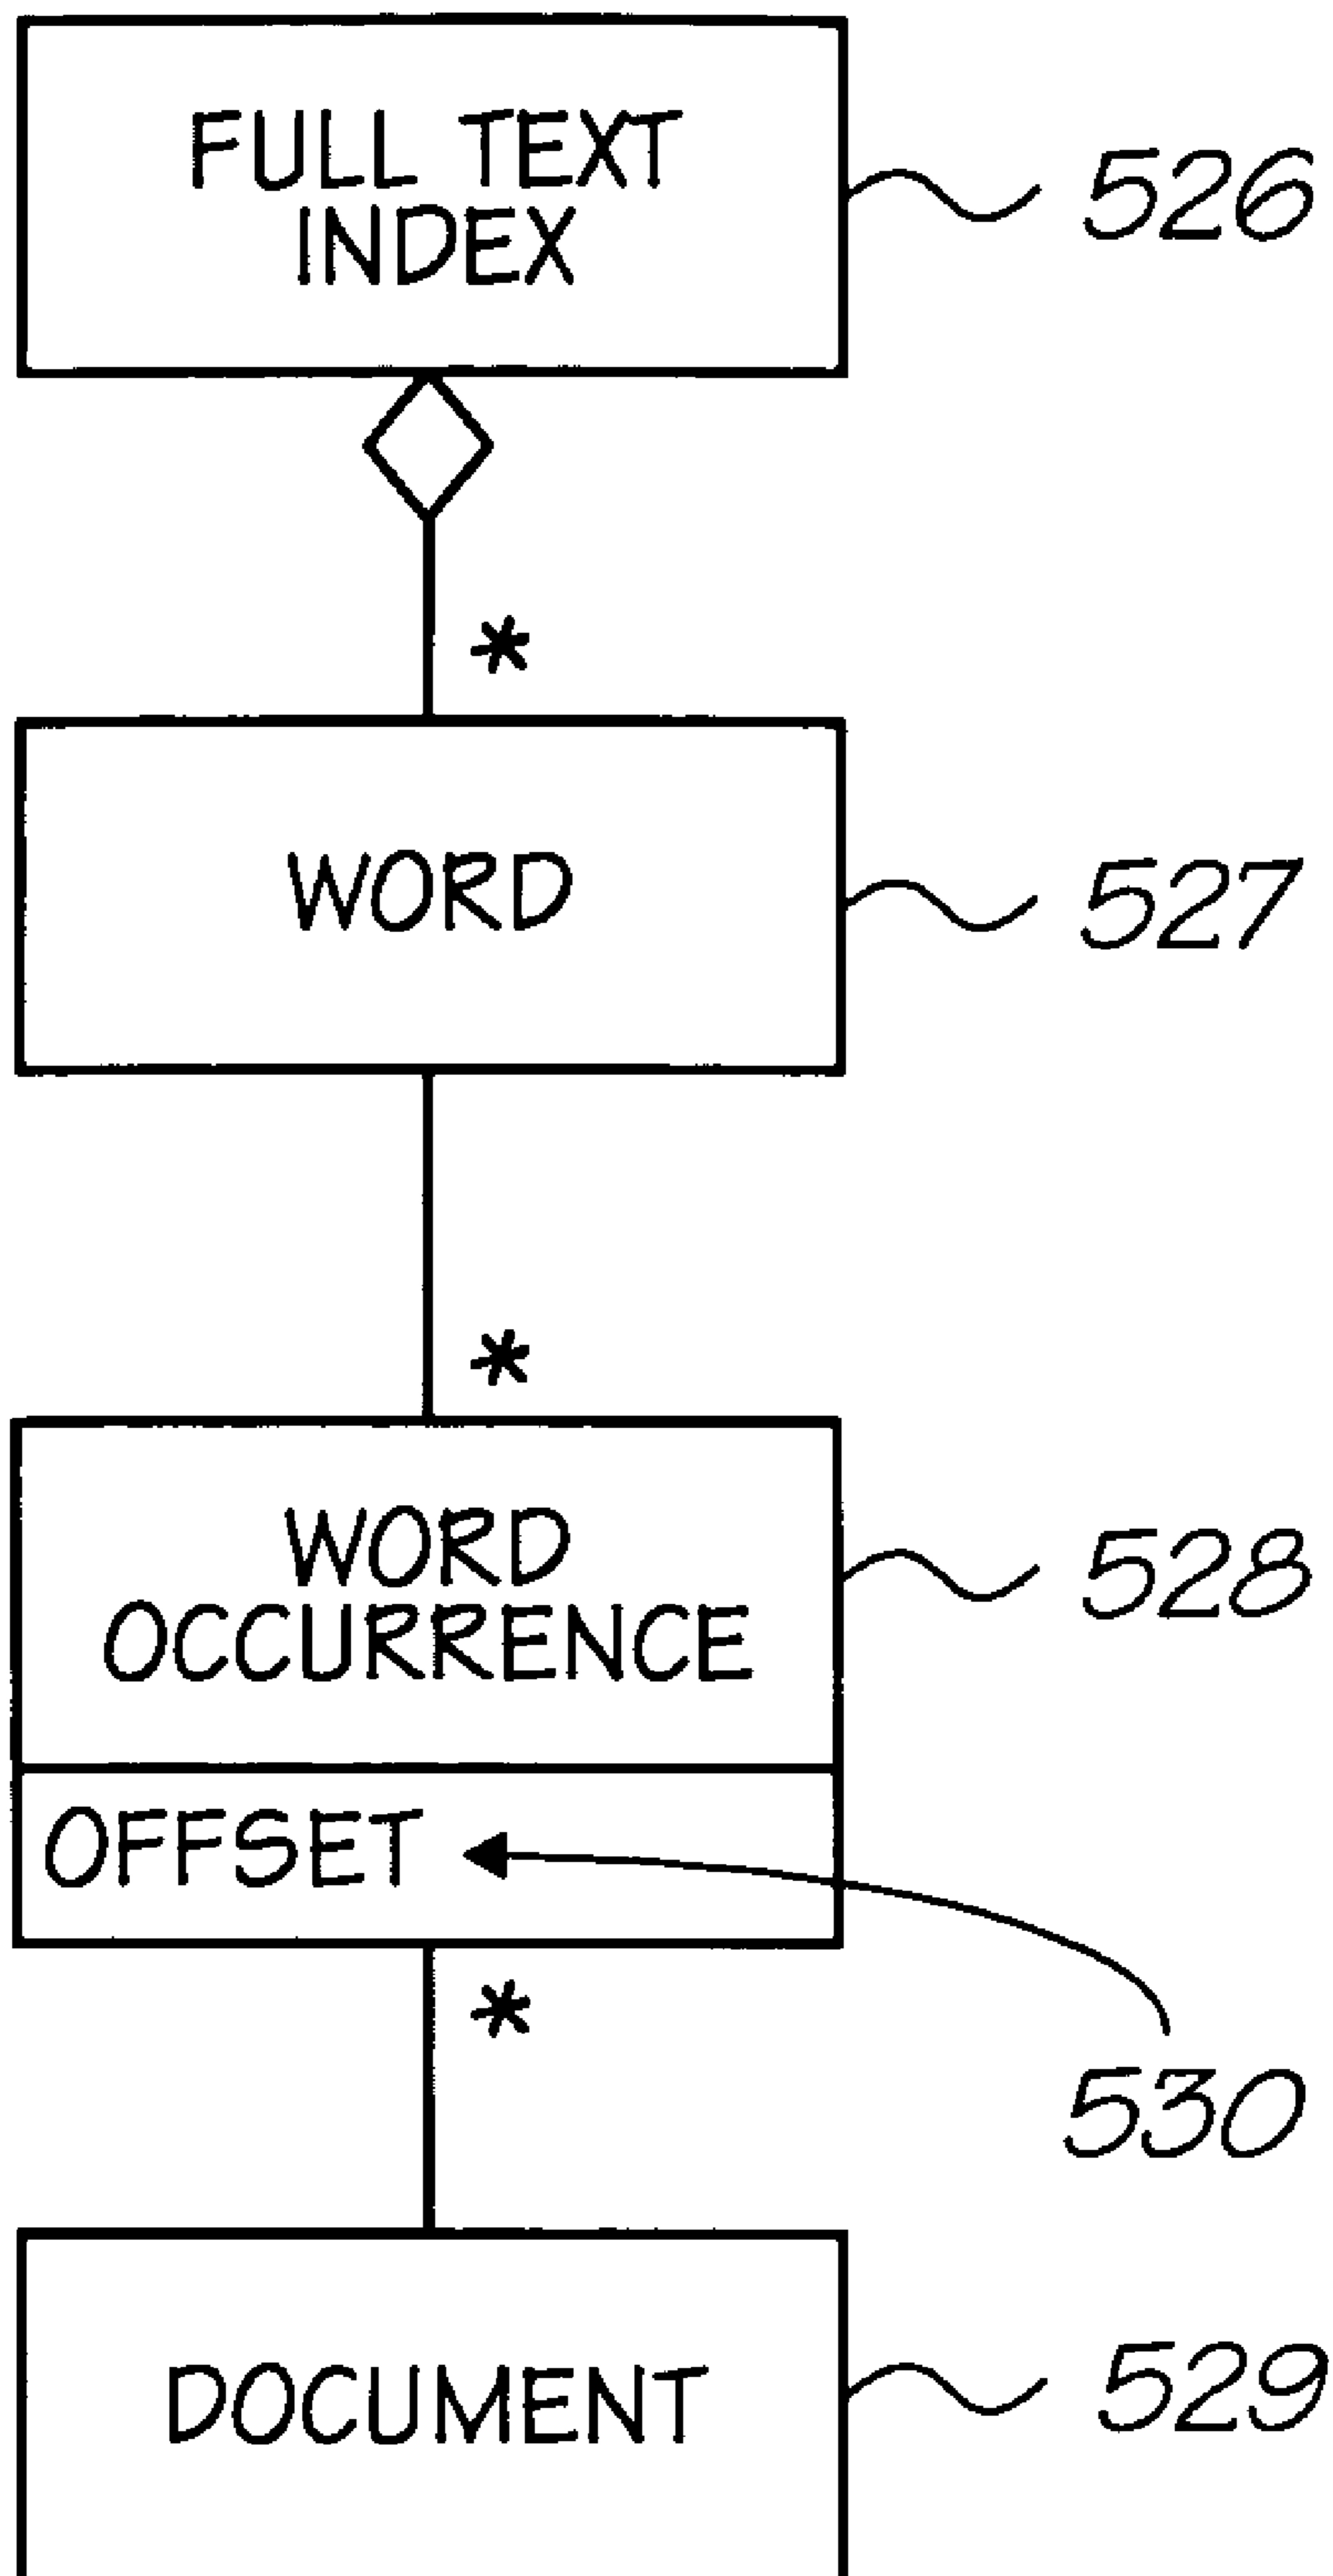 FULL TEXT
INDEX
526
*
WORD
527
*
WORD
OCCURRENCE
528
OFFSET
*
530
DOCUMENT
529